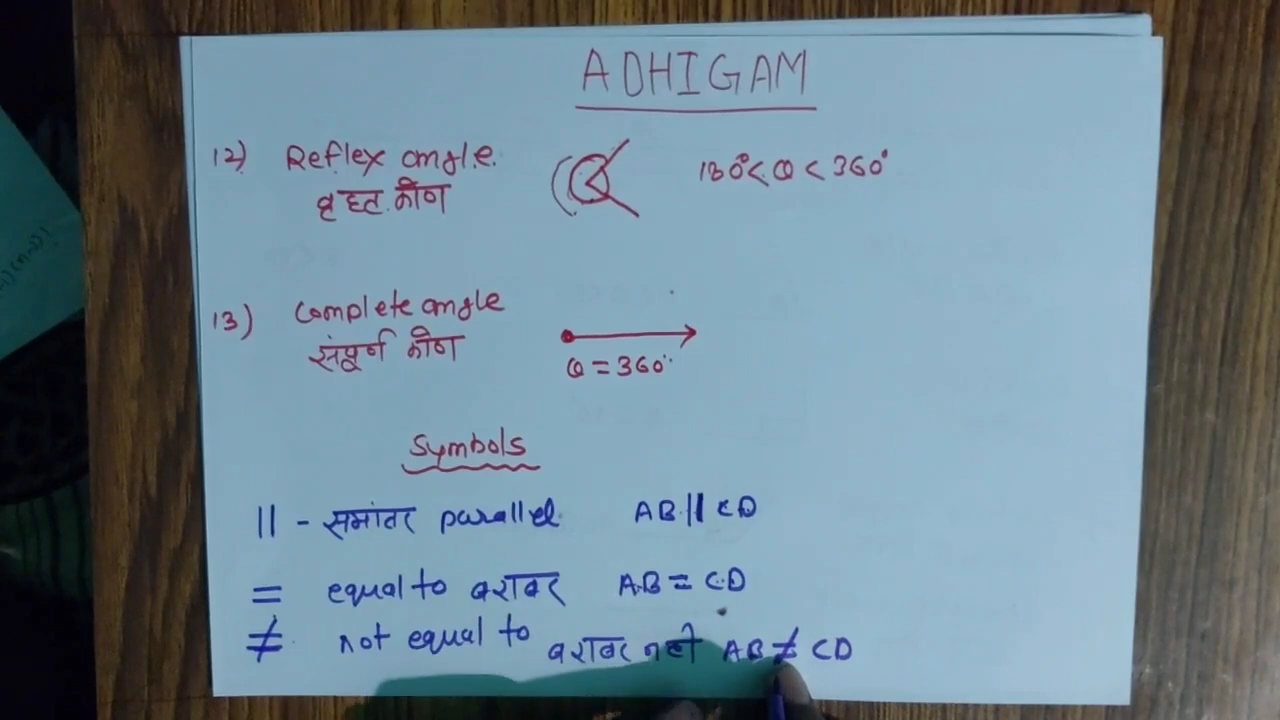 ADHIGAM
12) Reflex angle 180° < θ < 360°
वृहत कोण
13) Complete angle
संपूर्ण कोण
θ = 360°
Symbols
|| - समांतर parallel AB || CD
= equal to बराबर AB = CD
≠ not equal to बराबर नहीं AB ≠ CD